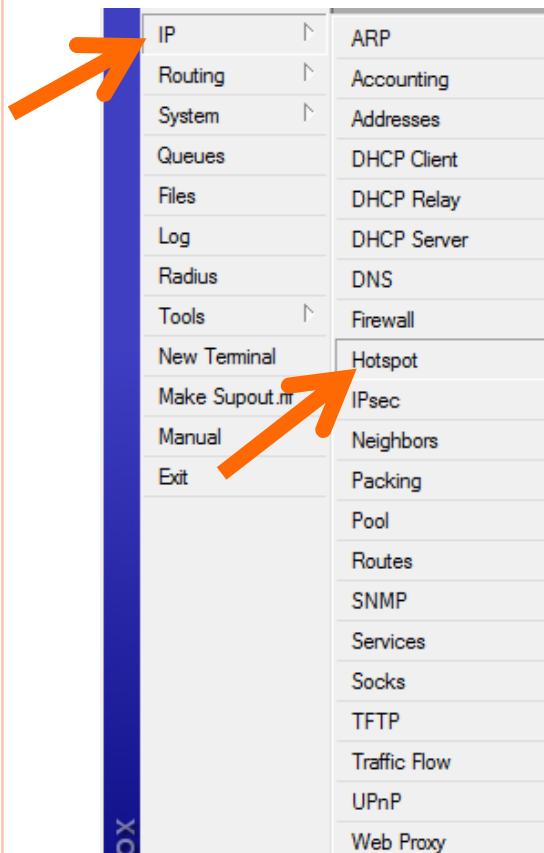 IP
Routing
System
Queues
Files
Log
Radius
Tools
New Terminal
Make Supout.rif
Manual
Exit
ARP
Accounting
Addresses
DHCP Client
DHCP Relay
DHCP Server
DNS
Firewall
Hotspot
IPsec
Neighbors
Packing
Pool
Routes
SNMP
Services
Socks
TFTP
Traffic Flow
UPnP
Web Proxy
OX